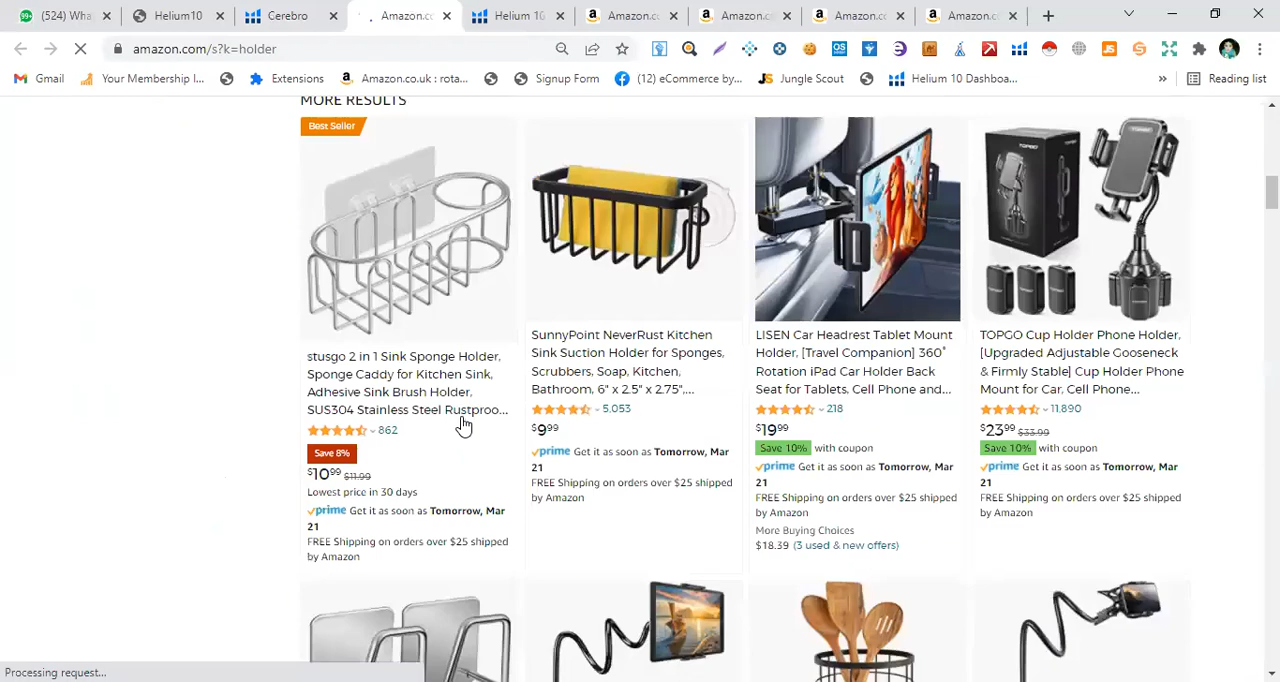 (524) Wha
Helium10
Cerebro
Amazon.co
Helium 10
Amazon.co
Amazon.co
Amazon.co
Amazon.co
amazon.com/s?k=holder
Gmail
Your Membership I...
Extensions
Amazon.co.uk : rota...
Signup Form
(12) eCommerce by...
Jungle Scout
Helium 10 Dashboa...
»
Reading list
MORE RESULTS
Best Seller
stusgo 2 in 1 Sink Sponge Holder,
Sponge Caddy for Kitchen Sink,
Adhesive Sink Brush Holder,
SUS304 Stainless Steel Rustproo...
862
Save 8%
$10⁹⁹ $11.99
Lowest price in 30 days
prime Get it as soon as Tomorrow, Mar
21
FREE Shipping on orders over $25 shipped
by Amazon
SunnyPoint NeverRust Kitchen
Sink Suction Holder for Sponges,
Scrubbers, Soap, Kitchen,
Bathroom, 6" x 2.5" x 2.75",...
5,053
$9⁹⁹
prime Get it as soon as Tomorrow, Mar
21
FREE Shipping on orders over $25 shipped
by Amazon
LISEN Car Headrest Tablet Mount
Holder, [Travel Companion] 360°
Rotation iPad Car Holder Back
Seat for Tablets, Cell Phone and...
218
$19⁹⁹
Save 10% with coupon
prime Get it as soon as Tomorrow, Mar
21
FREE Shipping on orders over $25 shipped
by Amazon
More Buying Choices
$18.39 (3 used & new offers)
TOPGO
TOPGO Cup Holder Phone Holder,
[Upgraded Adjustable Gooseneck
& Firmly Stable] Cup Holder Phone
Mount for Car, Cell Phone...
11,890
$23⁹⁹ $33.99
Save 10% with coupon
prime Get it as soon as Tomorrow, Mar
21
FREE Shipping on orders over $25 shipped
by Amazon
Processing request...